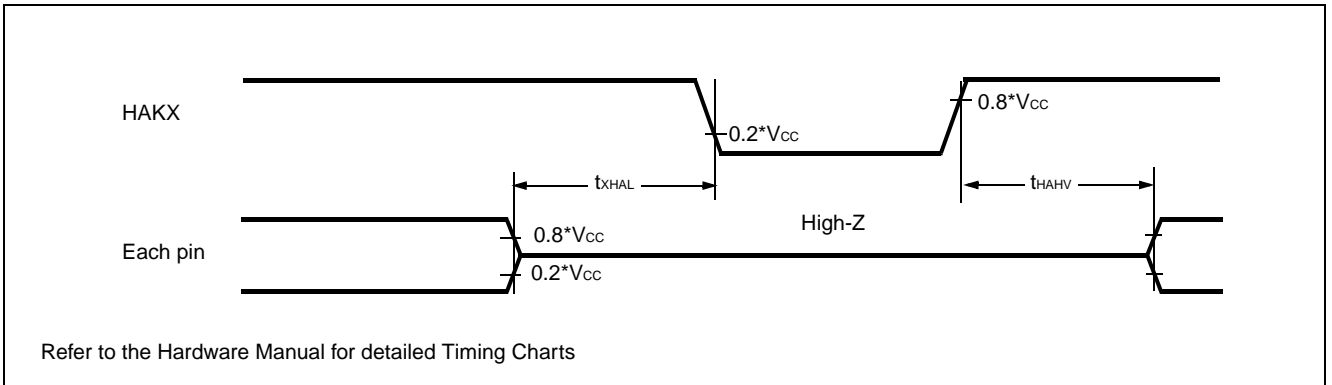 HAKX
0.8*VCC
0.2*VCC
tXHAL
tHAHV
High-Z
Each pin
0.8*VCC
0.2*VCC
Refer to the Hardware Manual for detailed Timing Charts